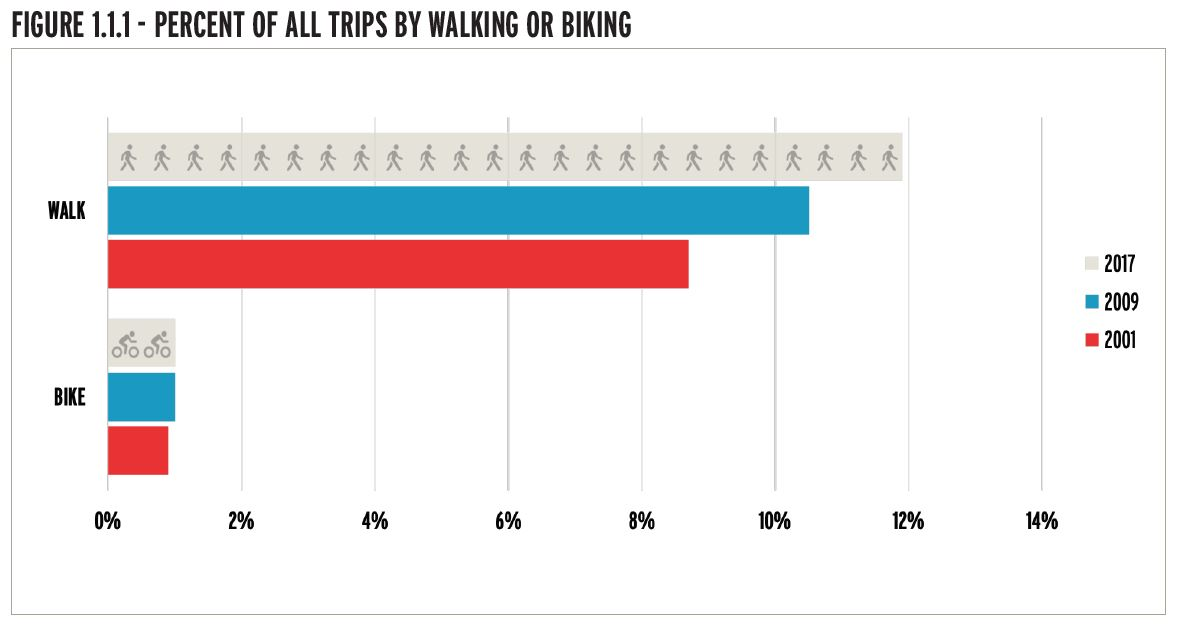 FIGURE 1.1.1 - PERCENT OF ALL TRIPS BY WALKING OR BIKING
WALK
BIKE
2017
2009
2001
0% 2% 4% 6% 8% 10% 12% 14%